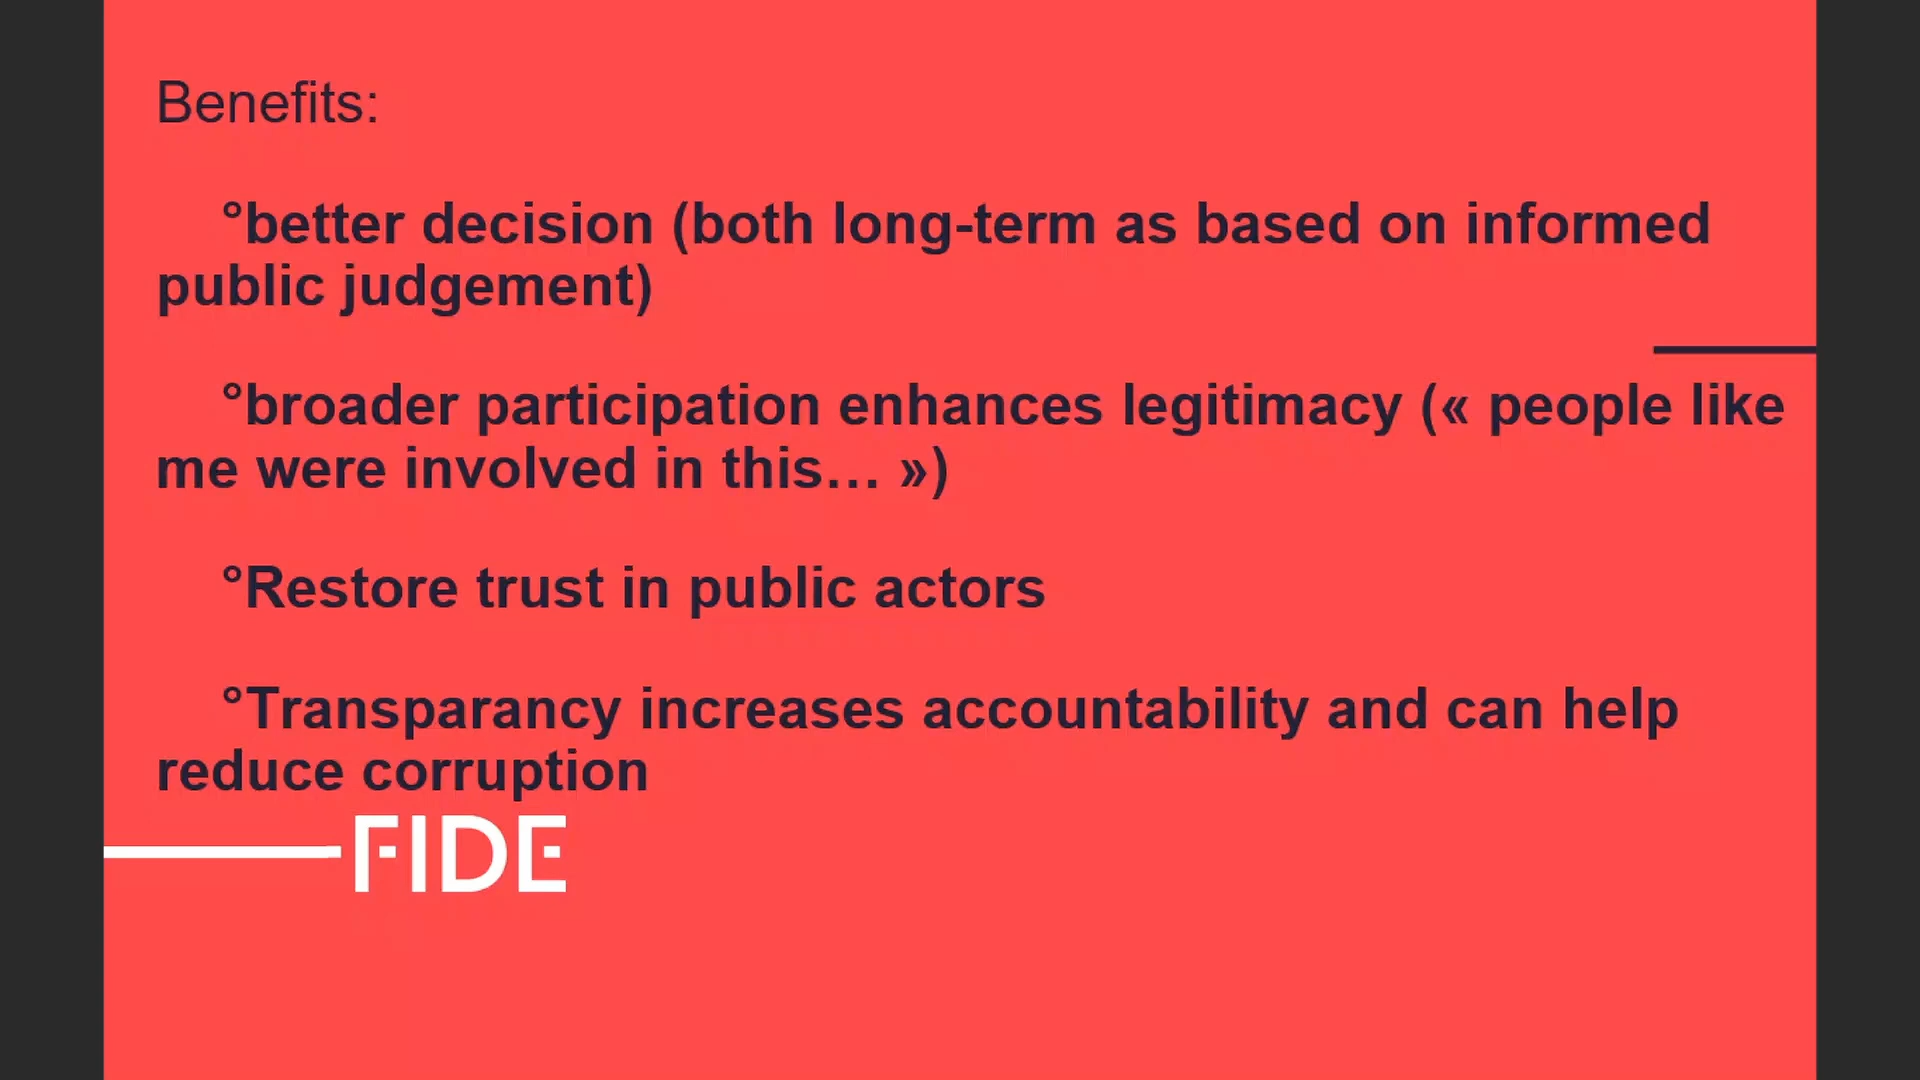 Benefits:
°better decision (both long-term as based on informed
public judgement)
°broader participation enhances legitimacy (« people like
me were involved in this… »)
°Restore trust in public actors
°Transparancy increases accountability and can help
reduce corruption
FIDE